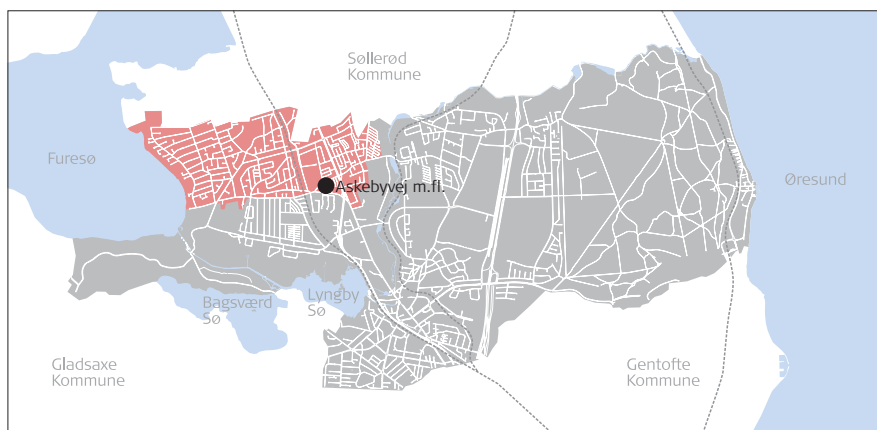 Søllerød
Kommune
Furesø
Askebyvej m.fl.
Øresund
Bagsværd
Sø
Lyngby
Sø
Gladsaxe
Kommune
Gentofte
Kommune